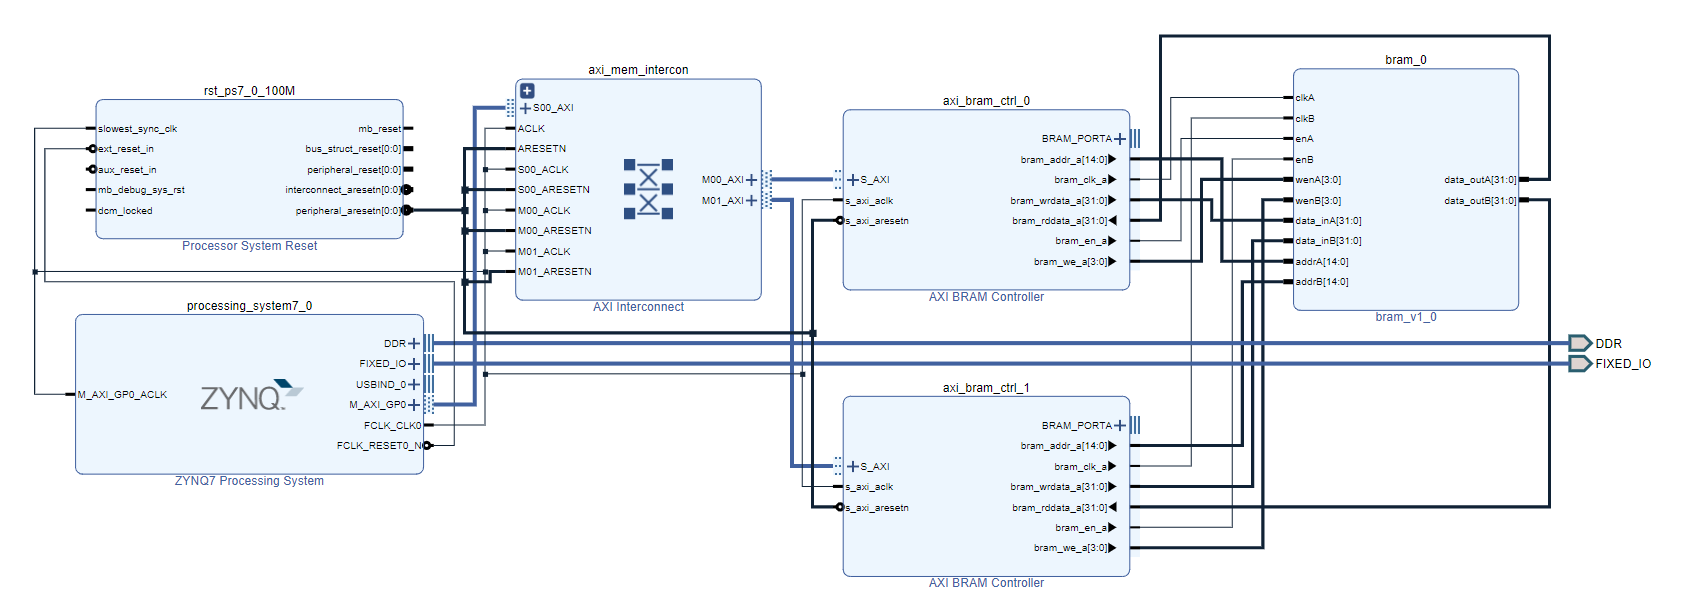 rst_ps7_0_100M
slowest_sync_clk
ext_reset_in
aux_reset_in
mb_debug_sys_rst
dcm_locked
mb_reset
bus_struct_reset[0:0]
peripheral_reset[0:0]
interconnect_aresetn[0:0]
peripheral_aresetn[0:0]
Processor System Reset
processing_system7_0
M_AXI_GP0_ACLK
ZYNQ
DDR
FIXED_IO
USBIND_0
M_AXI_GP0
FCLK_CLK0
FCLK_RESET0_N
ZYNQ7 Processing System
axi_mem_intercon
S00_AXI
ACLK
ARESETN
S00_ACLK
S00_ARESETN
M00_ACLK
M00_ARESETN
M01_ACLK
M01_ARESETN
M00_AXI
M01_AXI
AXI Interconnect
axi_bram_ctrl_0
S_AXI
s_axi_aclk
s_axi_aresetn
BRAM_PORTA
bram_addr_a[14:0]
bram_clk_a
bram_wrdata_a[31:0]
bram_rddata_a[31:0]
bram_en_a
bram_we_a[3:0]
AXI BRAM Controller
axi_bram_ctrl_1
S_AXI
s_axi_aclk
s_axi_aresetn
BRAM_PORTA
bram_addr_a[14:0]
bram_clk_a
bram_wrdata_a[31:0]
bram_rddata_a[31:0]
bram_en_a
bram_we_a[3:0]
AXI BRAM Controller
bram_0
clkA
clkB
enA
enB
wenA[3:0]
wenB[3:0]
data_inA[31:0]
data_inB[31:0]
addrA[14:0]
addrB[14:0]
data_outA[31:0]
data_outB[31:0]
bram_v1_0
DDR
FIXED_IO